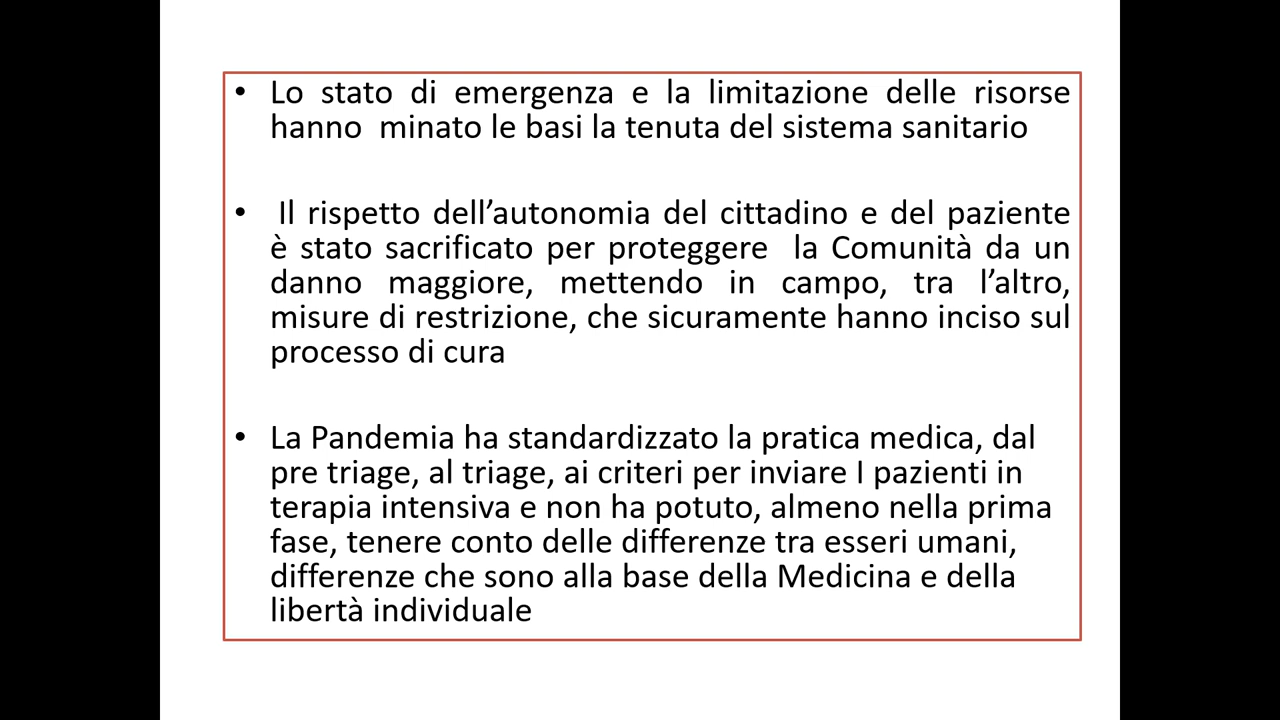 • Lo stato di emergenza e la limitazione delle risorse
hanno minato le basi la tenuta del sistema sanitario
• Il rispetto dell’autonomia del cittadino e del paziente
è stato sacrificato per proteggere la Comunità da un
danno maggiore, mettendo in campo, tra l’altro,
misure di restrizione, che sicuramente hanno inciso sul
processo di cura
• La Pandemia ha standardizzato la pratica medica, dal
pre triage, al triage, ai criteri per inviare I pazienti in
terapia intensiva e non ha potuto, almeno nella prima
fase, tenere conto delle differenze tra esseri umani,
differenze che sono alla base della Medicina e della
libertà individuale